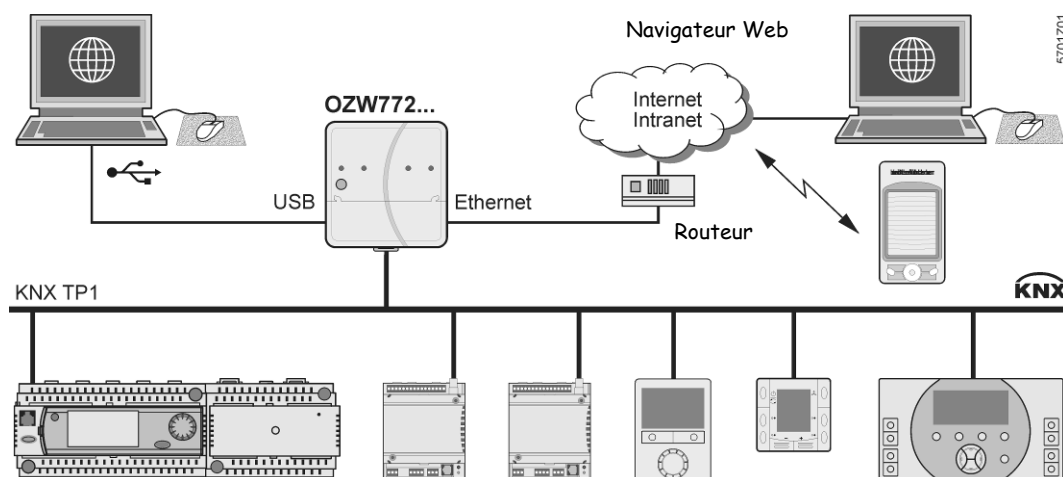 Navigateur Web
5701Z01
OZW772...
Internet
Intranet
USB
Ethernet
Routeur
KNX TP1
KNX